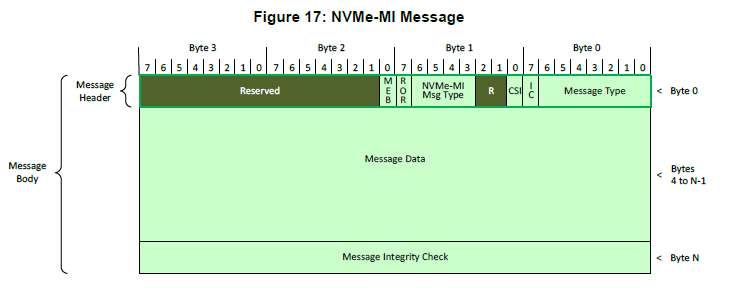 Figure 17: NVMe-MI Message
Byte 3 Byte 2 Byte 1 Byte 0
7 6 5 4 3 2 1 0 7 6 5 4 3 2 1 0 7 6 5 4 3 2 1 0 7 6 5 4 3 2 1 0
Message
Header
Reserved
M
E
B
R
O
R
NVMe-MI
Msg Type
R
CSI
I
C
Message Type
< Byte 0
Message
Body
Message Data
< Bytes
4 to N-1
Message Integrity Check
< Byte N